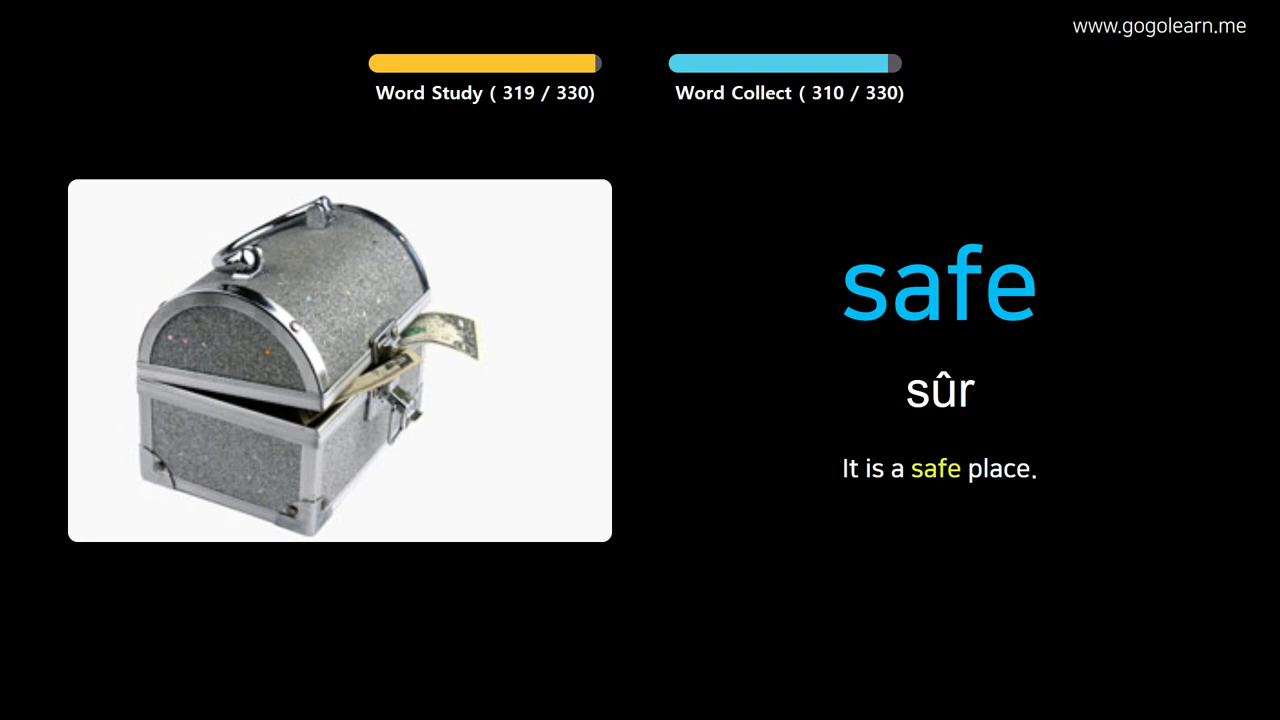 www.gogolearn.me
Word Study ( 319 / 330)
Word Collect ( 310 / 330)
safe
sûr
It is a safe place.